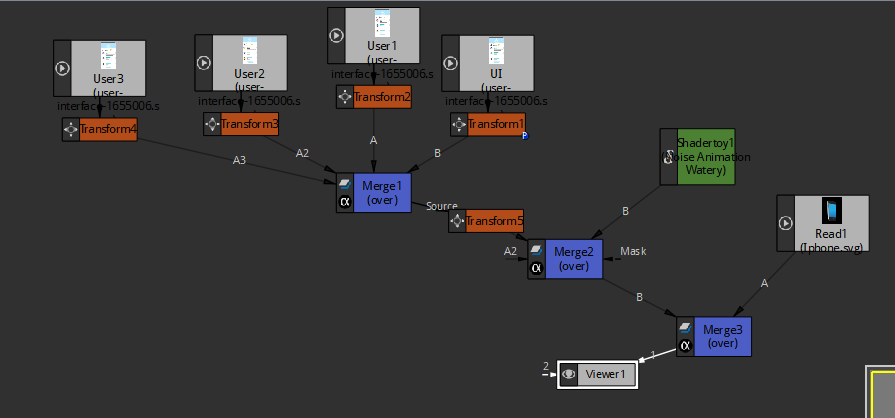 User1
(user-
interface-1655006.s
User3
(user-
interface-1655006.s
User2
(user-
interface-1655006.s
UI
(user-
interface-1655006.s
Transform2
Transform4
Transform3
Transform1
P
A3
A2
A
B
Shadertoy1
(Noise Animation
Watery)
Merge1
(over)
Source
Transform5
B
Read1
(Iphone.svg)
A2
Merge2
(over)
Mask
B
A
Merge3
(over)
1
2
Viewer1